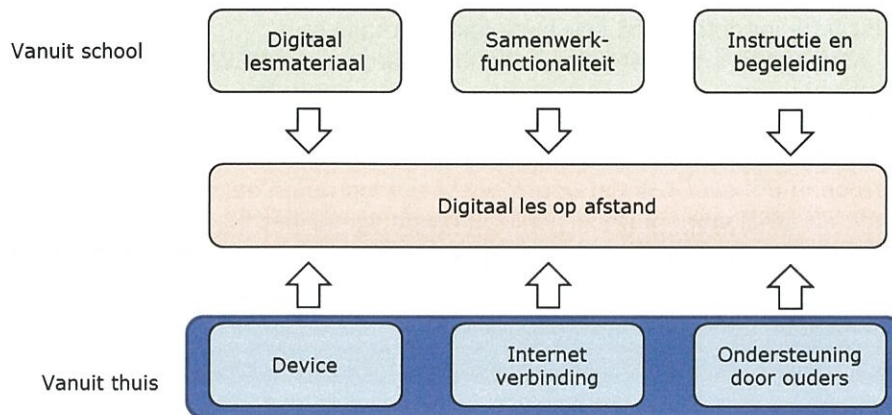 Vanuit school
Digitaal
lesmateriaal
Samenwerk-
functionaliteit
Instructie en
begeleiding
Digitaal les op afstand
Vanuit thuis
Device
Internet
verbinding
Ondersteuning
door ouders